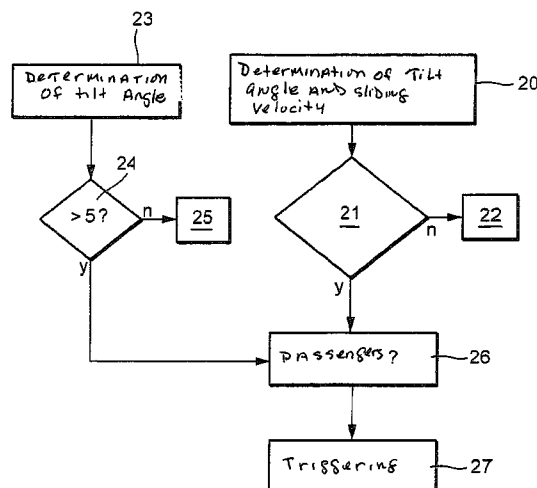 23
Determination
of tilt Angle
Determination of Tilt
angle and sliding
Velocity
20
24
>5?
n
25
y
21
n
22
y
passengers?
26
Triggering
27